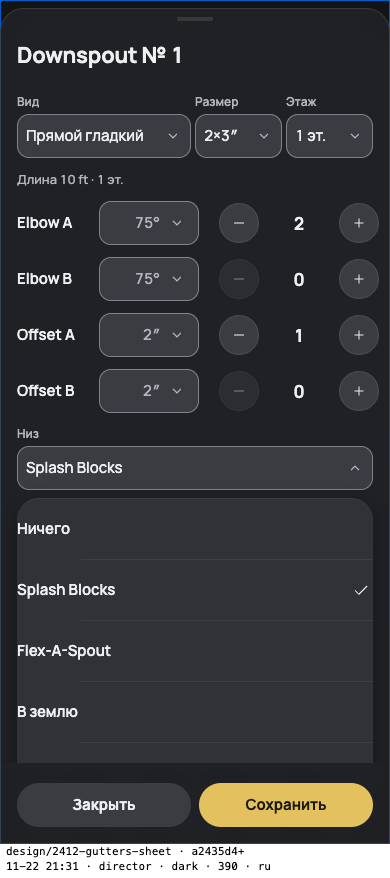 Downspout № 1
Вид Размер Этаж
Прямой гладкий 2×3″ 1 эт.
Длина 10 ft · 1 эт.
Elbow A 75° − 2 +
Elbow B 75° − 0 +
Offset A 2″ − 1 +
Offset B 2″ − 0 +
Низ
Splash Blocks
Ничего
Splash Blocks
Flex-A-Spout
В землю
Закрыть Сохранить
design/2412-gutters-sheet · a2435d4+
11-22 21:31 · director · dark · 390 · ru